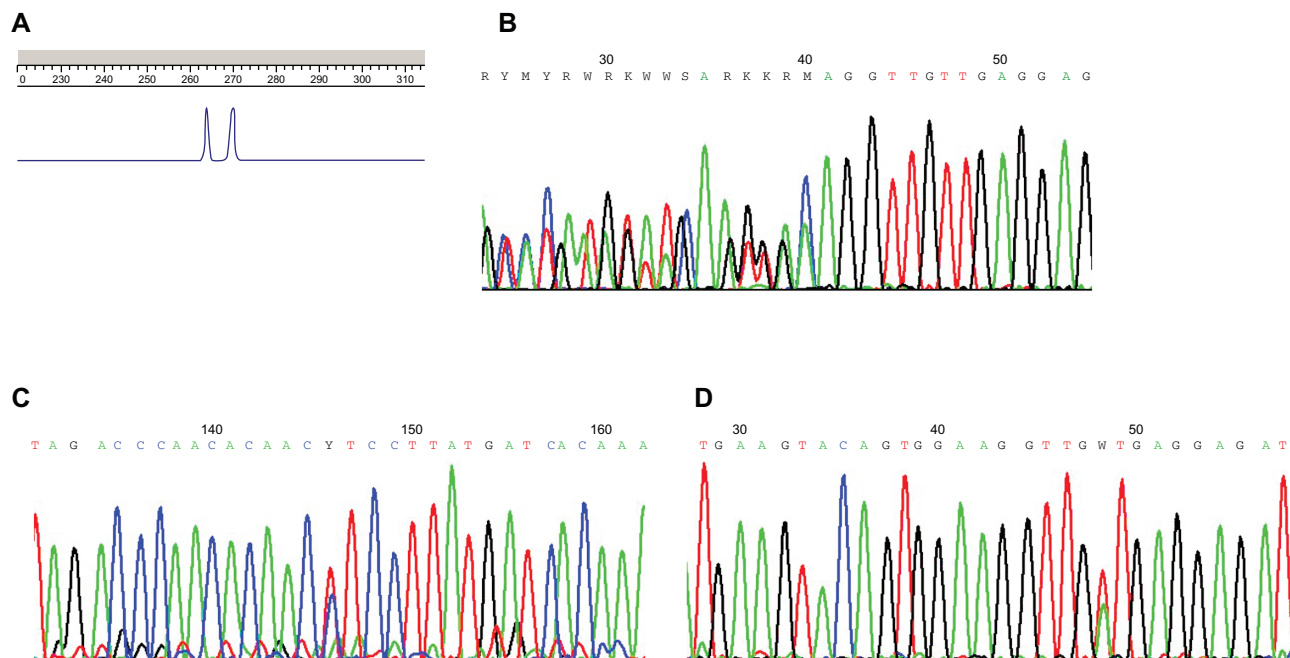 A
0 230 240 250 260 270 280 290 300 310
B
30 40 50
R Y M Y R W R K W W S A R K K R M A G G T T G T T G A G G A G
C
140 150 160
T A G A C C C A A C A C A A C Y T C C T T A T G A T C A C A A A
D
30 40 50
T G A A G T A C A G T G G A A G G T T G W T G A G G A G A T